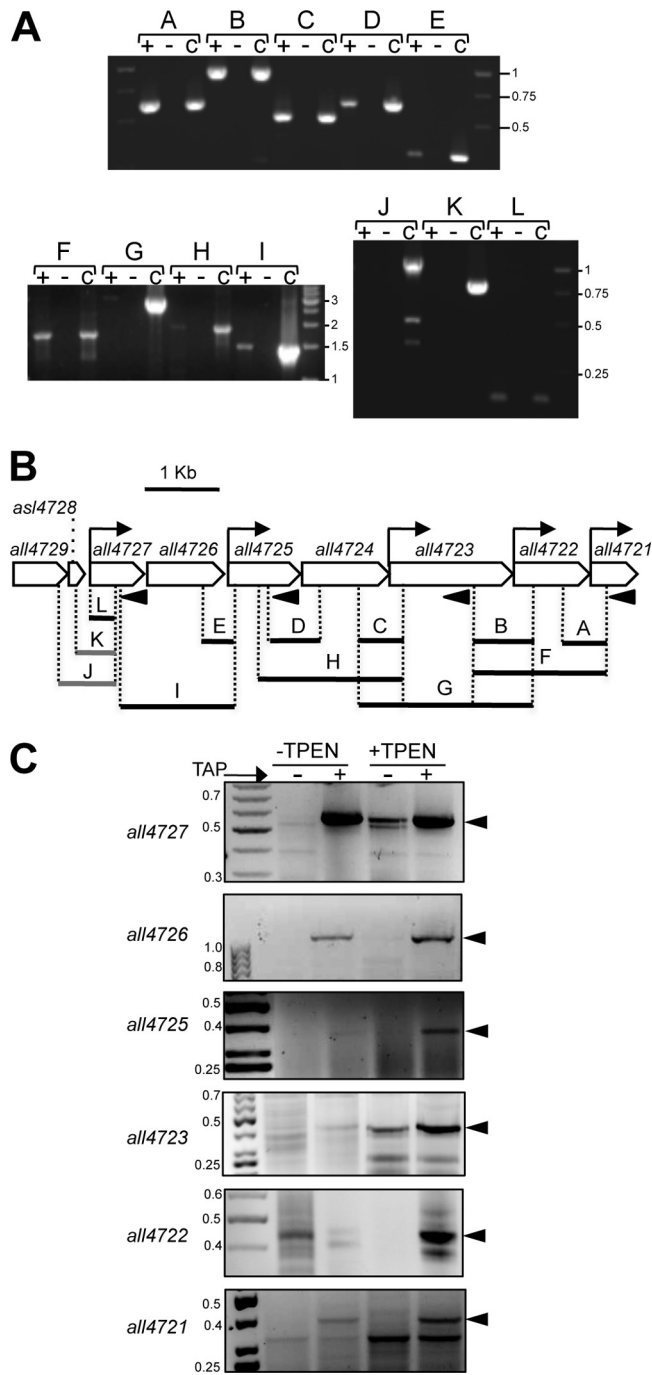 A
A B C D E
+ - C + - C + - C + - C + - C
1
0.75
0.5
F G H I
+ - C + - C + - C + - C
3
2
1.5
1
J K L
+ - C + - C + - C
1
0.75
0.5
0.25
B
1 Kb
asl4728
all4729 all4727 all4726 all4725 all4724 all4723 all4722 all4721
L
K
J
E
I
D
C
H
B
A
F
G
C
-TPEN +TPEN
TAP - + - +
all4727
0.7
0.5
0.3
all4726
1.0
0.8
all4725
0.5
0.4
0.25
all4723
0.7
0.5
0.25
all4722
0.6
0.5
0.4
all4721
0.5
0.4
0.25